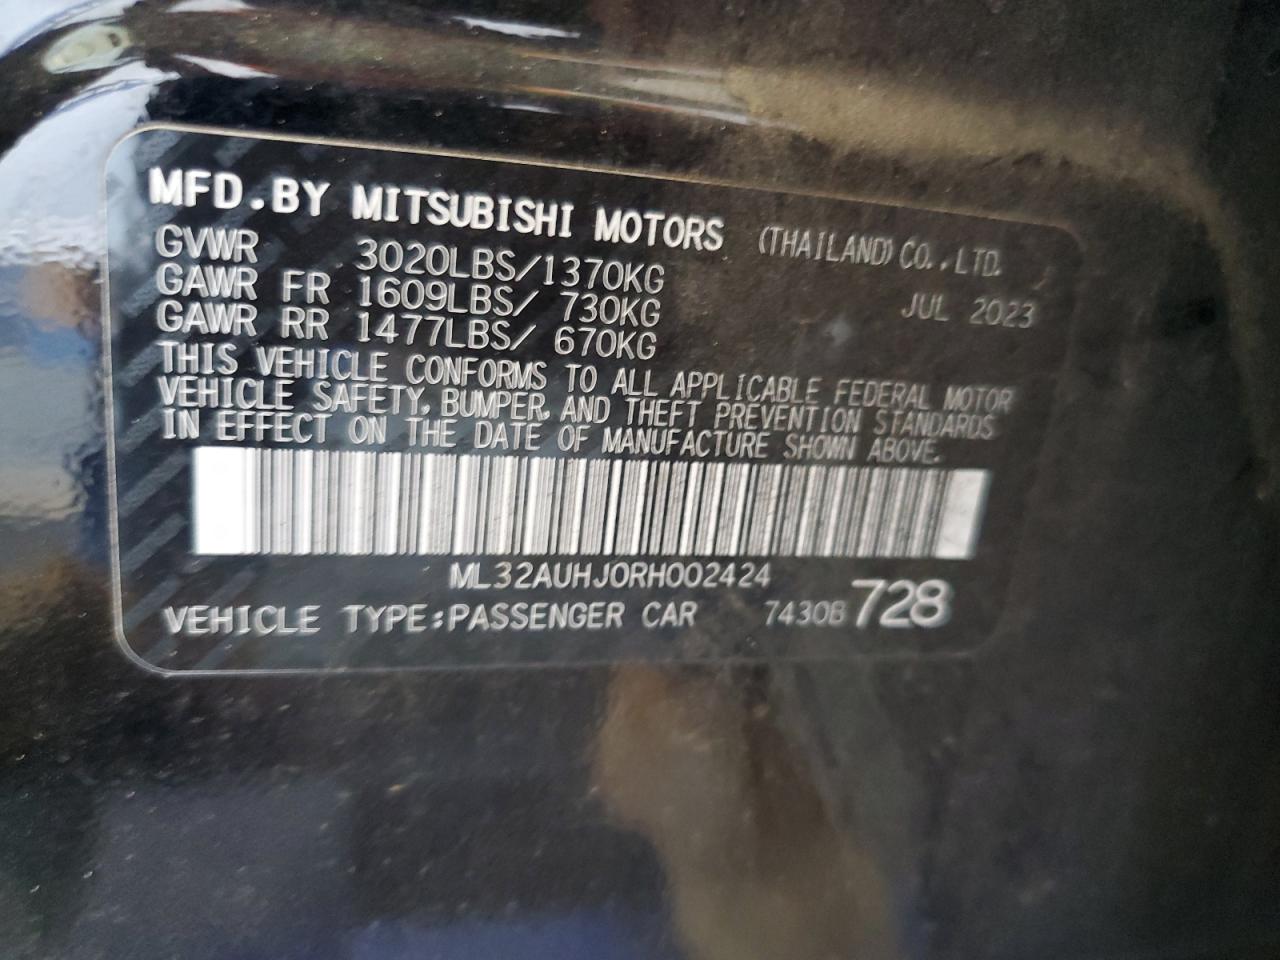 MFD.BY MITSUBISHI MOTORS (THAILAND) CO.,LTD.
GVWR 3020LBS/1370KG JUL 2023
GAWR FR 1609LBS/ 730KG
GAWR RR 1477LBS/ 670KG
THIS VEHICLE CONFORMS TO ALL APPLICABLE FEDERAL MOTOR
VEHICLE SAFETY, BUMPER, AND THEFT PREVENTION STANDARDS
IN EFFECT ON THE DATE OF MANUFACTURE SHOWN ABOVE.
ML32AUHJ0RH002424
VEHICLE TYPE:PASSENGER CAR 7430B 728